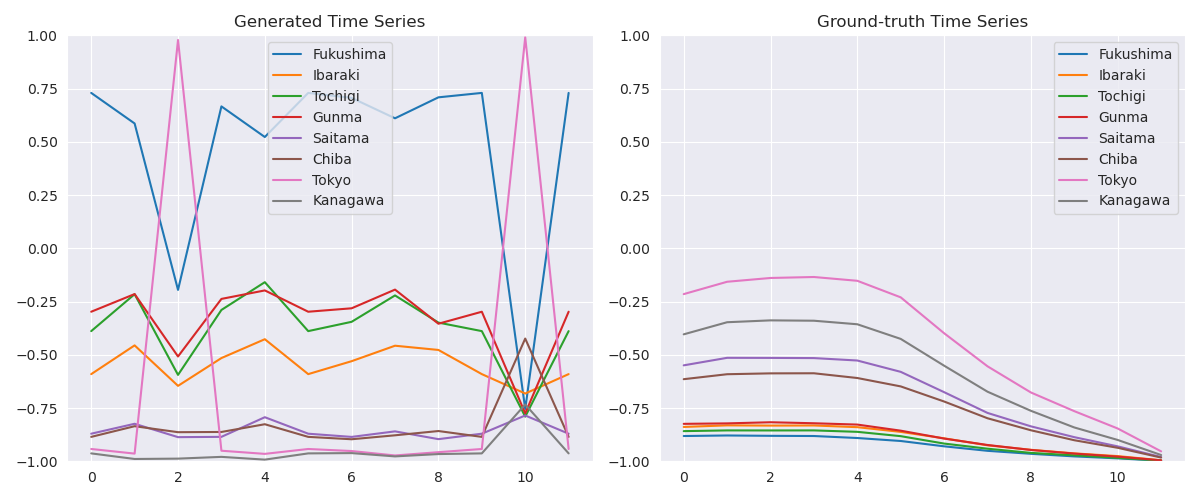 Generated Time Series
1.00
0.75
0.50
0.25
0.00
−0.25
−0.50
−0.75
−1.00
0 2 4 6 8 10
Fukushima
Ibaraki
Tochigi
Gunma
Saitama
Chiba
Tokyo
Kanagawa
Ground-truth Time Series
1.00
0.75
0.50
0.25
0.00
−0.25
−0.50
−0.75
−1.00
0 2 4 6 8 10
Fukushima
Ibaraki
Tochigi
Gunma
Saitama
Chiba
Tokyo
Kanagawa